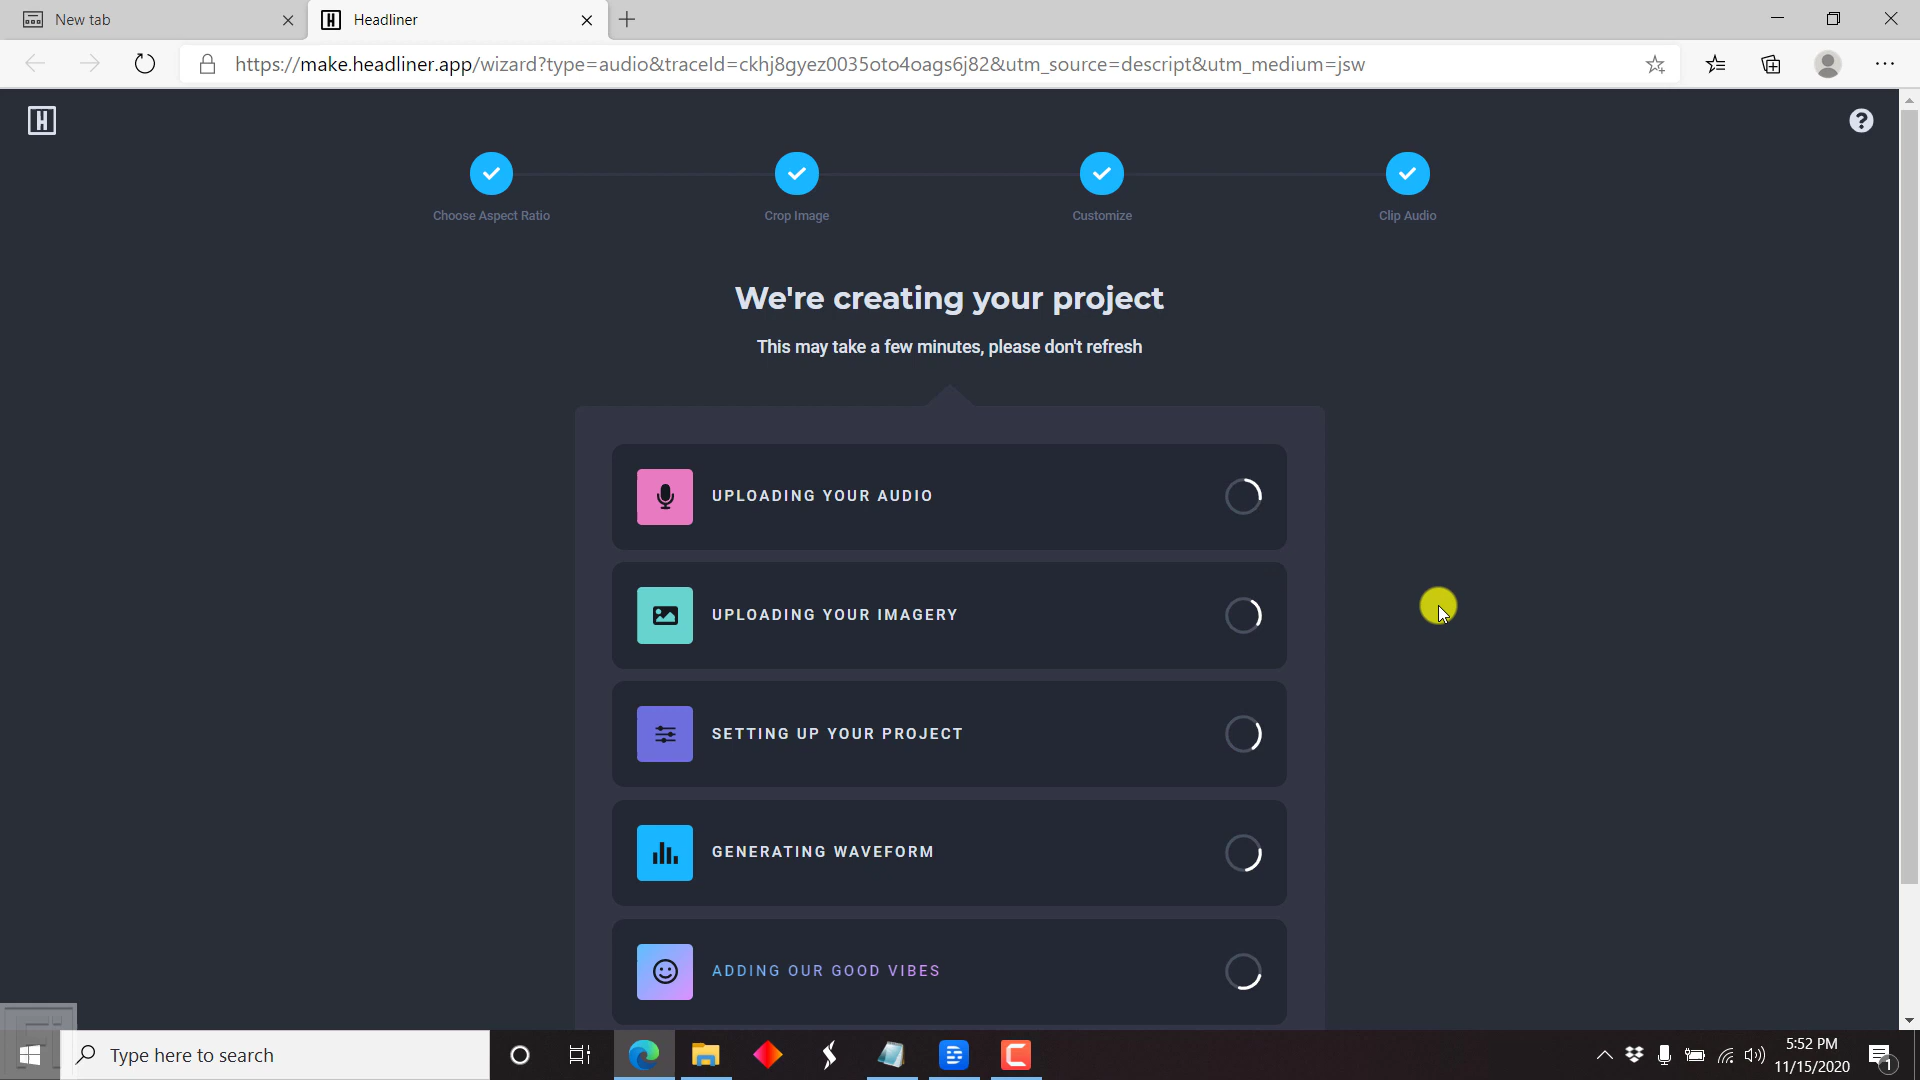 New tab
Headliner
https://make.headliner.app/wizard?type=audio&traceId=ckhj8gyez0035oto4oags6j82&utm_source=descript&utm_medium=jsw
H
?
Choose Aspect Ratio
Crop Image
Customize
Clip Audio
We're creating your project
This may take a few minutes, please don't refresh
UPLOADING YOUR AUDIO
UPLOADING YOUR IMAGERY
SETTING UP YOUR PROJECT
GENERATING WAVEFORM
ADDING OUR GOOD VIBES
Type here to search
5:52 PM
11/15/2020
1